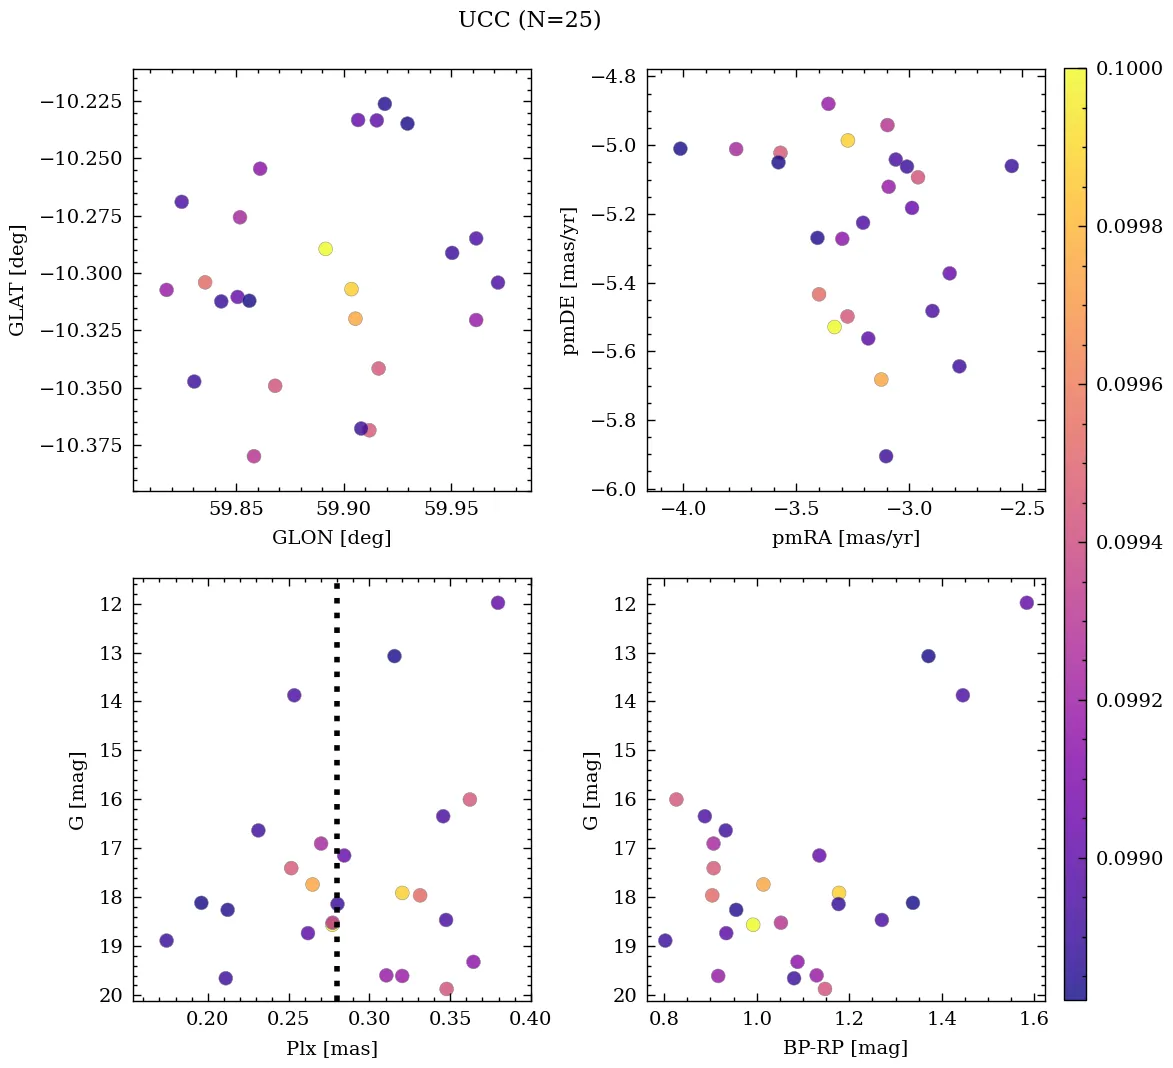 UCC (N=25)
−10.225
−10.250
−10.275
−10.300
−10.325
−10.350
−10.375
GLAT [deg]
59.85 59.90 59.95
GLON [deg]
−4.8
−5.0
−5.2
−5.4
−5.6
−5.8
−6.0
pmDE [mas/yr]
−4.0 −3.5 −3.0 −2.5
pmRA [mas/yr]
0.1000
0.0998
0.0996
0.0994
0.0992
0.0990
12
13
14
15
16
17
18
19
20
G [mag]
0.20 0.25 0.30 0.35 0.40
Plx [mas]
12
13
14
15
16
17
18
19
20
G [mag]
0.8 1.0 1.2 1.4 1.6
BP-RP [mag]